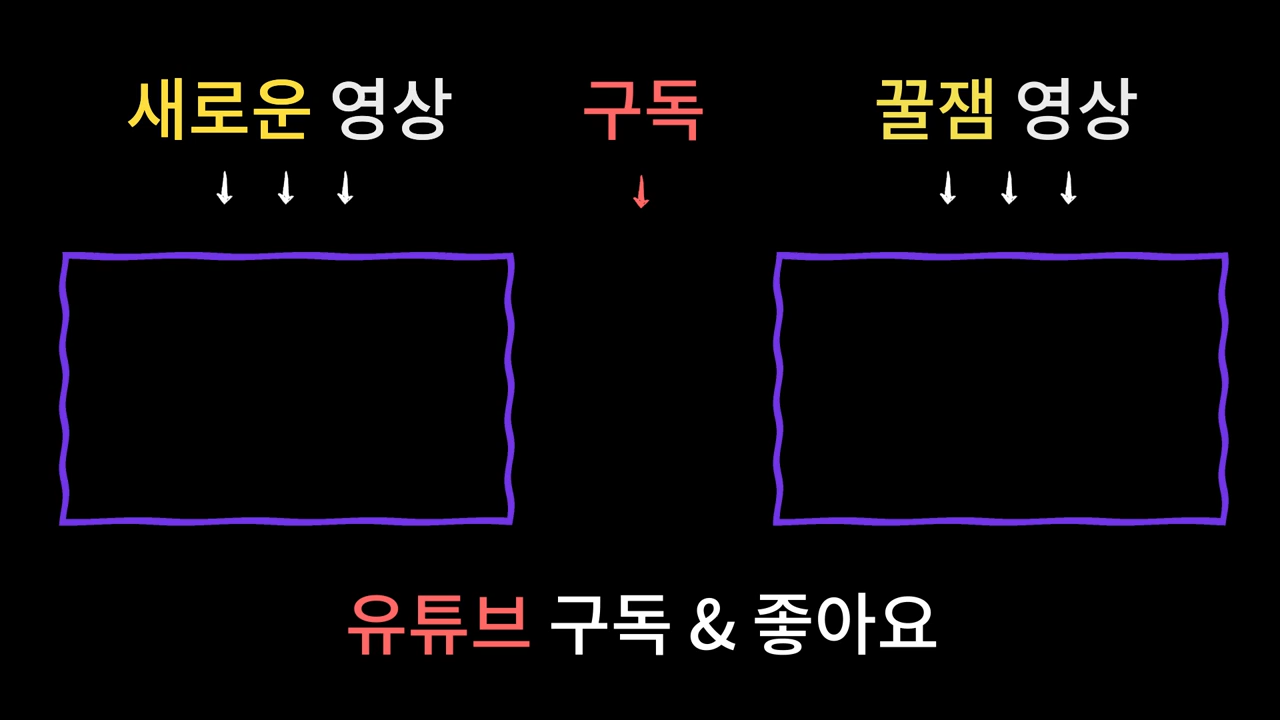 새로운 영상
구독
꿀잼 영상
유튜브 구독 & 좋아요